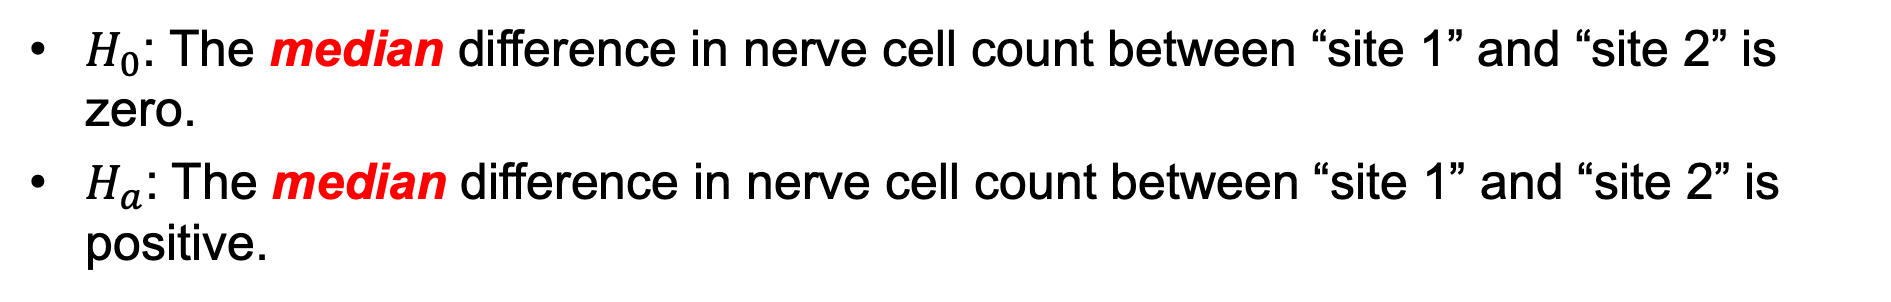 • H₀: The median difference in nerve cell count between “site 1” and “site 2” is
zero.
• Hₐ: The median difference in nerve cell count between “site 1” and “site 2” is
positive.